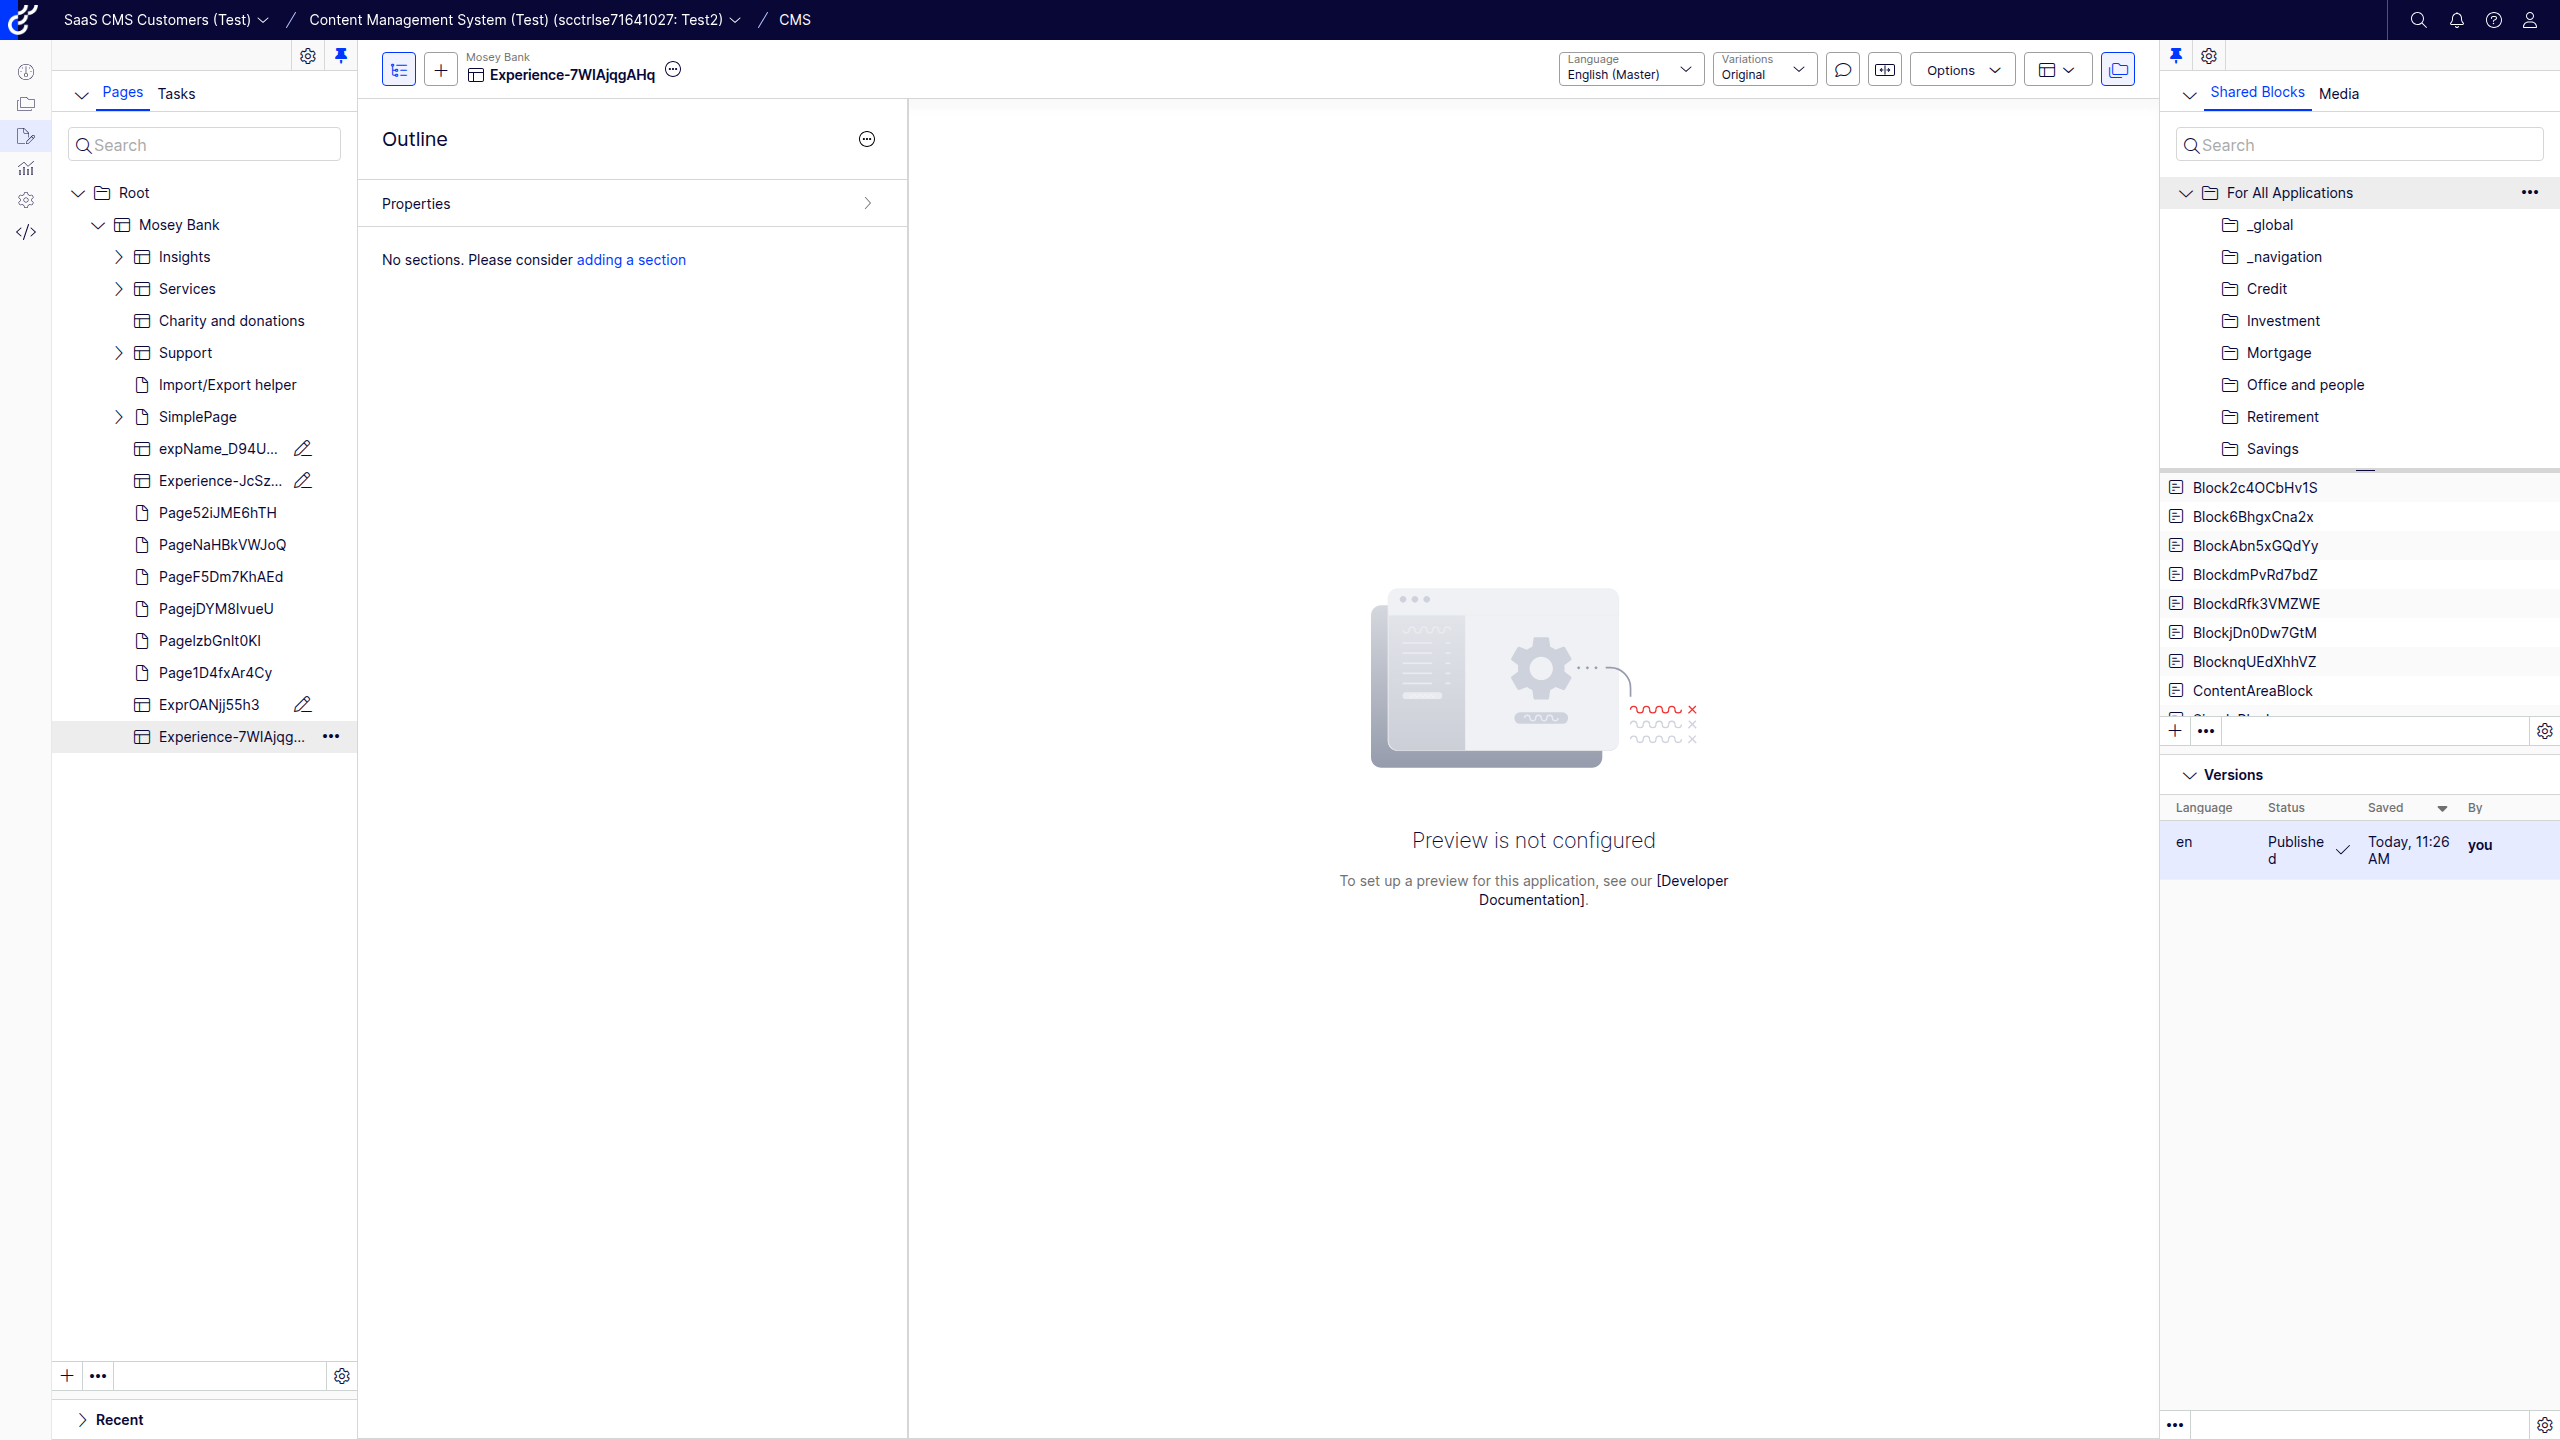 SaaS CMS Customers (Test)
Content Management System (Test) (scctrlse71641027: Test2)
CMS
Pages
Tasks
Search
Root
Mosey Bank
Insights
Services
Charity and donations
Support
Import/Export helper
SimplePage
expName_D94U...
Experience-JcSz...
Page52iJME6hTH
PageNaHBkVWJoQ
PageF5Dm7KhAEd
PagejDYM8IvueU
PageIzbGnIt0KI
Page1D4fxAr4Cy
ExprOANjj55h3
Experience-7WIAjqg...
Recent
Mosey Bank
Experience-7WIAjqgAHq
Language
English (Master)
Variations
Original
Options
Outline
Properties
No sections. Please consider adding a section
Preview is not configured
To set up a preview for this application, see our [Developer
Documentation].
Shared Blocks
Media
Search
For All Applications
_global
_navigation
Credit
Investment
Mortgage
Office and people
Retirement
Savings
Block2c4OCbHv1S
Block6BhgxCna2x
BlockAbn5xGQdYy
BlockdmPvRd7bdZ
BlockdRfk3VMZWE
BlockjDn0Dw7GtM
BlocknqUEdXhhVZ
ContentAreaBlock
Versions
Language Status Saved By
en Publishe Today, 11:26 you
d AM